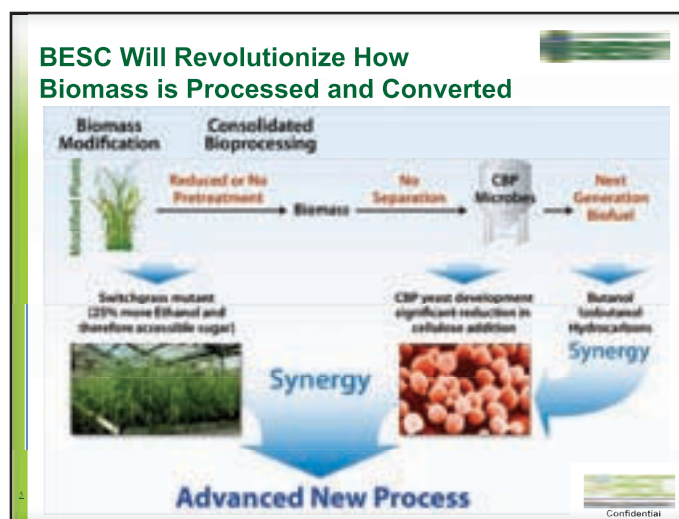 BESC Will Revolutionize How
Biomass is Processed and Converted
Biomass
Modification
Consolidated
Bioprocessing
Modified Plants
Reduced or No
Pretreatment
Biomass
No
Separation
CBP
Microbes
Next
Generation
Biofuel
Switchgrass mutant
(25% more Ethanol and
therefore accessible sugar)
CBP yeast development
significant reduction in
cellulose addition
Butanol
Isobutanol
Hydrocarbons
Synergy
Synergy
Advanced New Process
5
Confidential